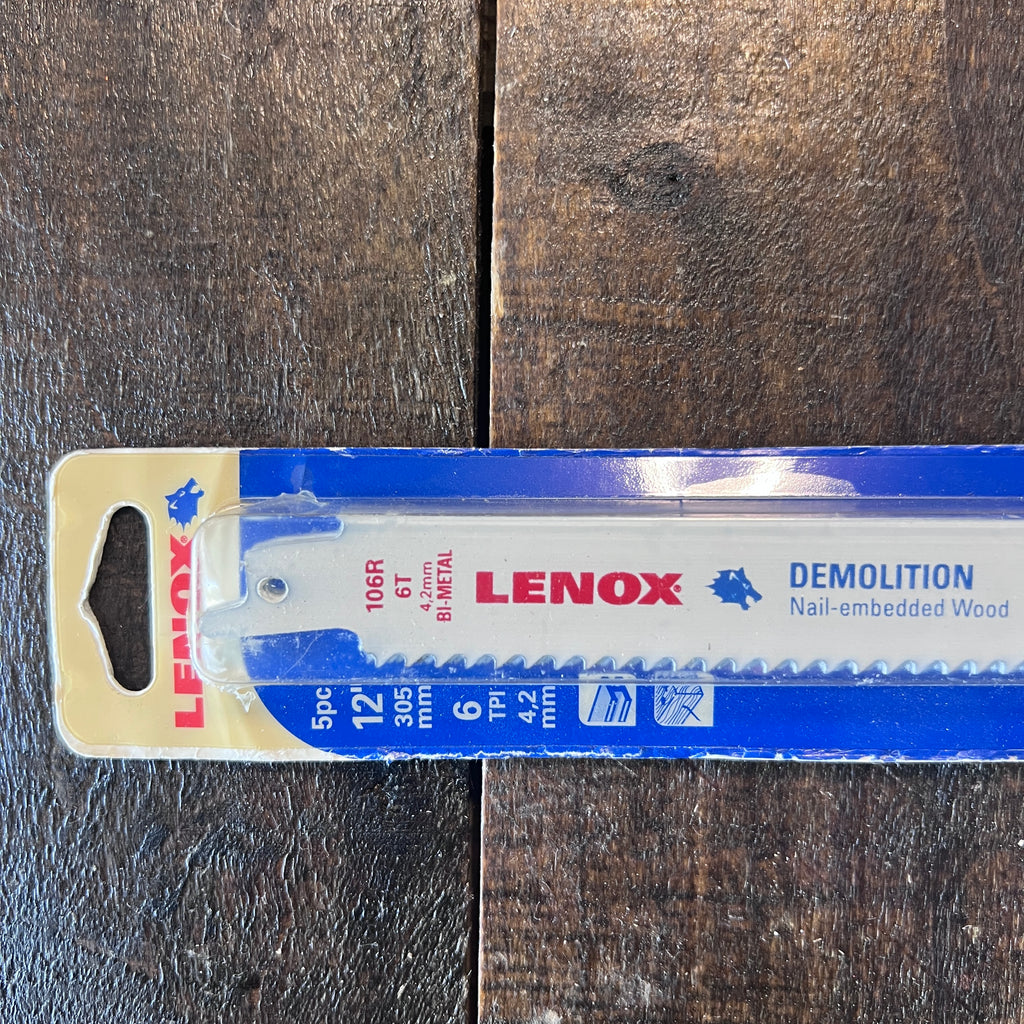 LENOX
106R
6T
4,2mm
BI-METAL
LENOX
DEMOLITION
Nail-embedded Wood
5pc
12"
305
mm
6
TPI
4,2
mm